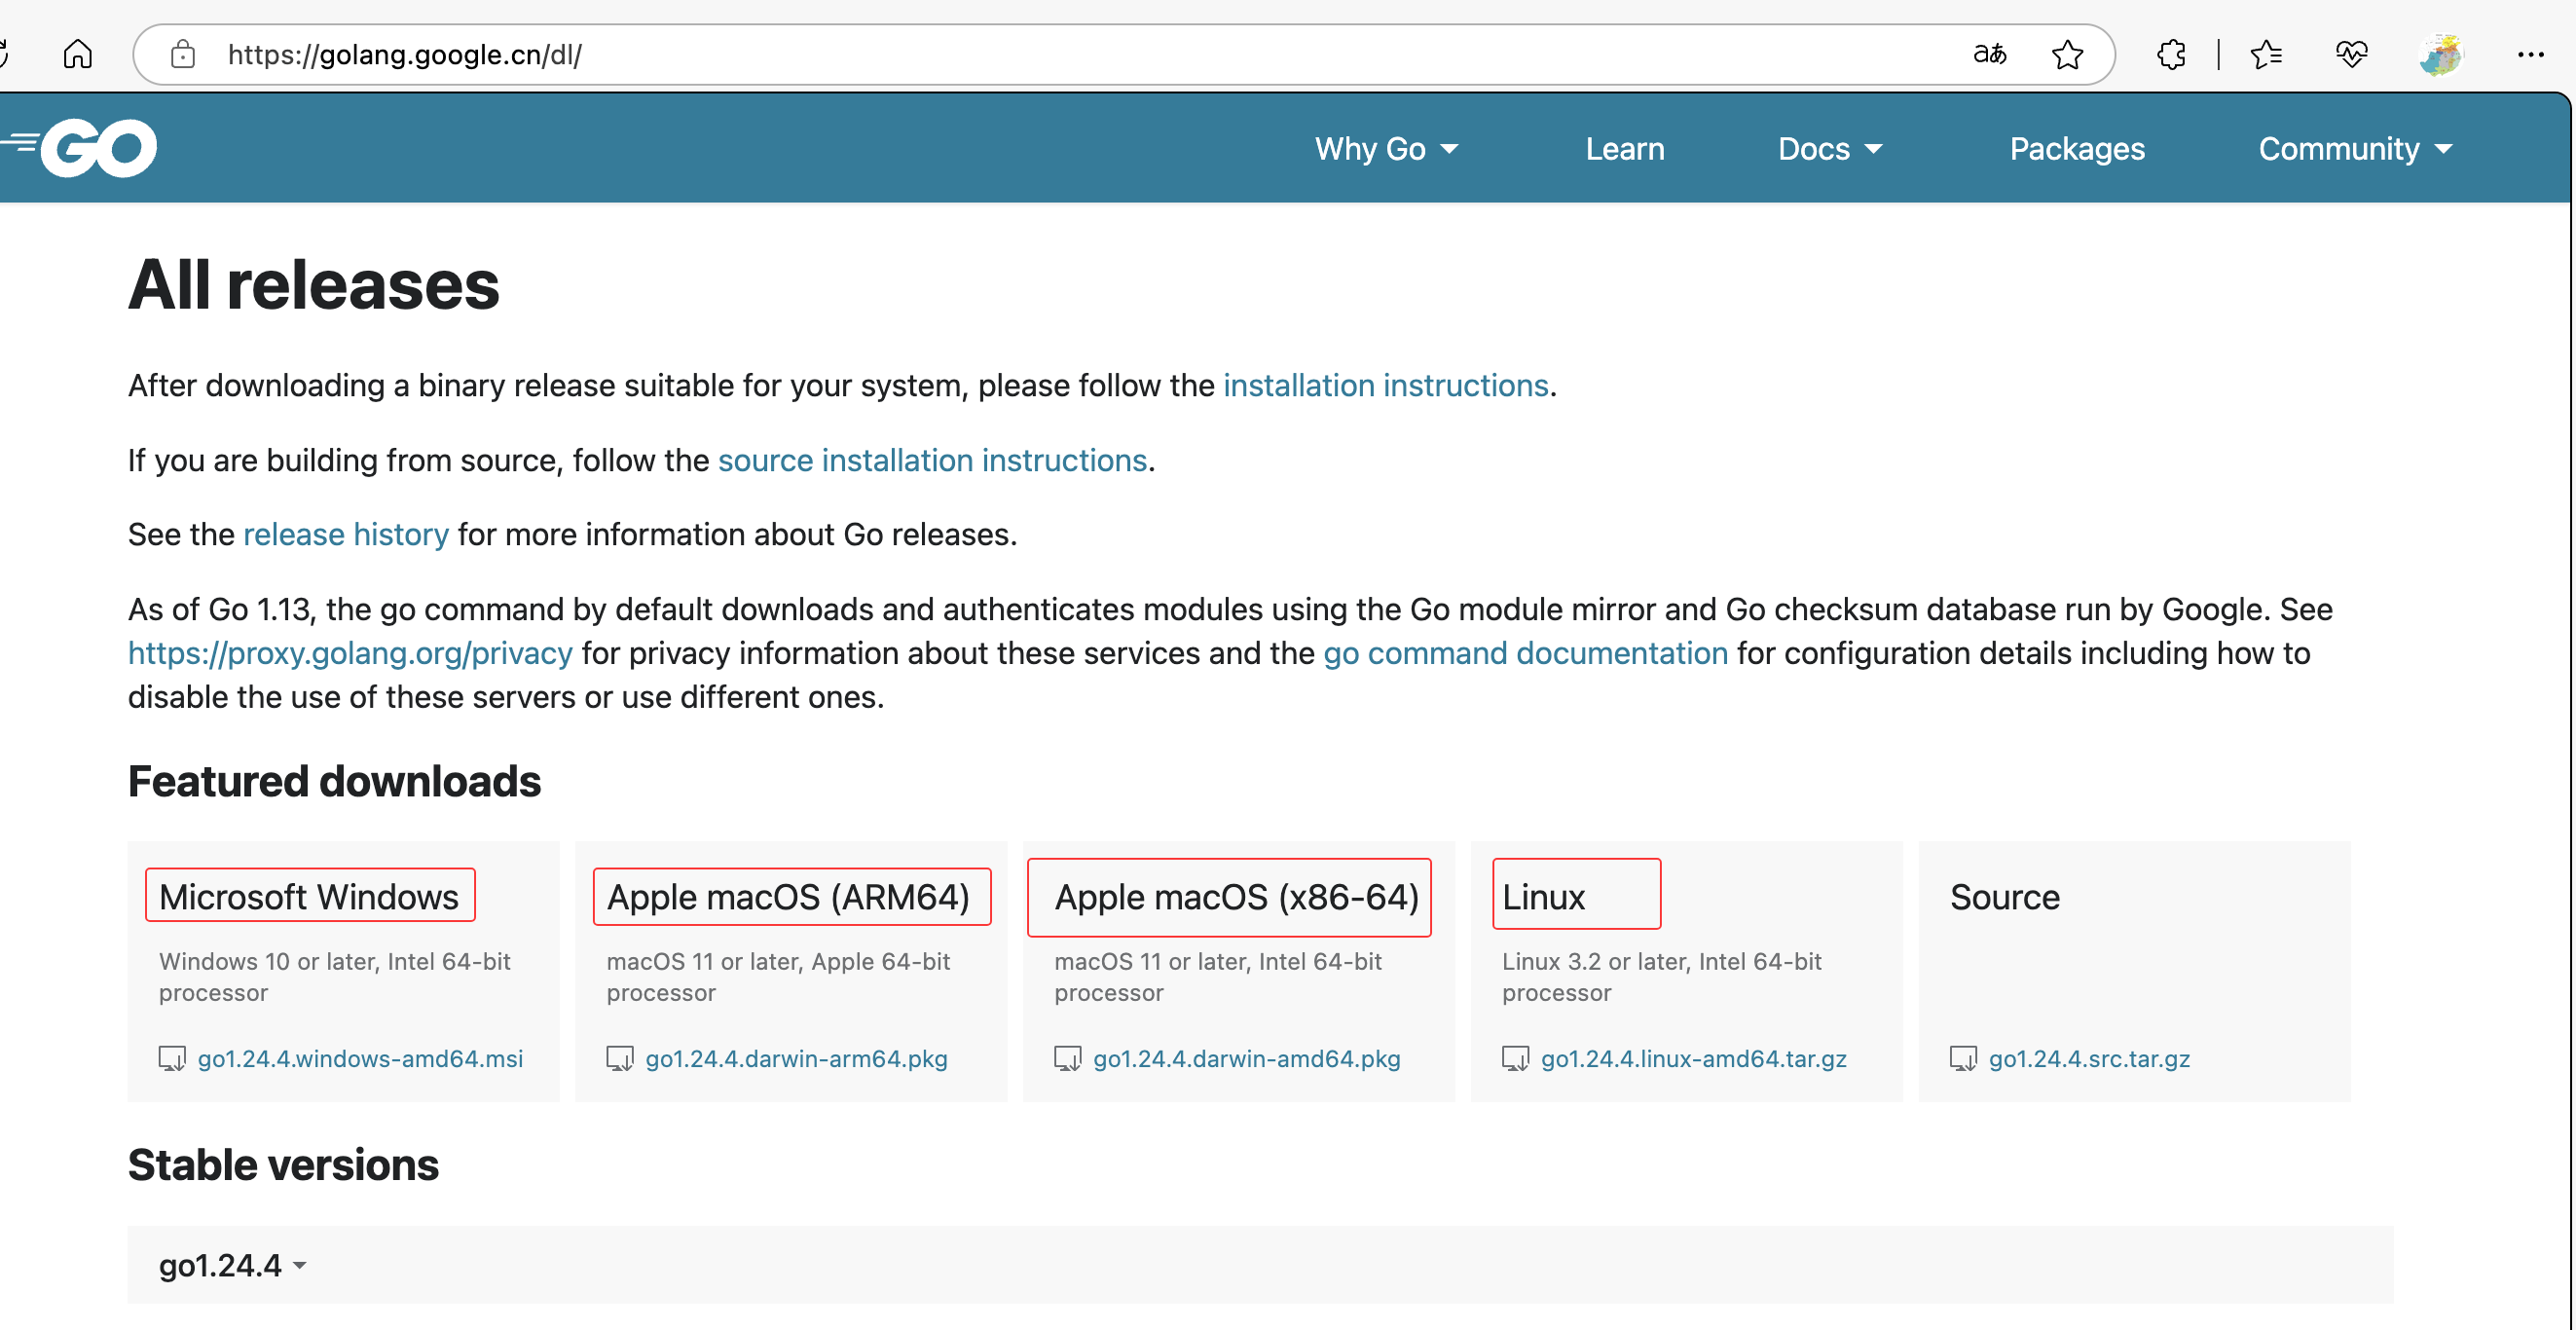 https://golang.google.cn/dl/
aあ
GO
Why Go
Learn
Docs
Packages
Community
All releases
After downloading a binary release suitable for your system, please follow the installation instructions.
If you are building from source, follow the source installation instructions.
See the release history for more information about Go releases.
As of Go 1.13, the go command by default downloads and authenticates modules using the Go module mirror and Go checksum database run by Google. See
https://proxy.golang.org/privacy for privacy information about these services and the go command documentation for configuration details including how to
disable the use of these servers or use different ones.
Featured downloads
Microsoft Windows
Windows 10 or later, Intel 64-bit
processor
go1.24.4.windows-amd64.msi
Apple macOS (ARM64)
macOS 11 or later, Apple 64-bit
processor
go1.24.4.darwin-arm64.pkg
Apple macOS (x86-64)
macOS 11 or later, Intel 64-bit
processor
go1.24.4.darwin-amd64.pkg
Linux
Linux 3.2 or later, Intel 64-bit
processor
go1.24.4.linux-amd64.tar.gz
Source
go1.24.4.src.tar.gz
Stable versions
go1.24.4